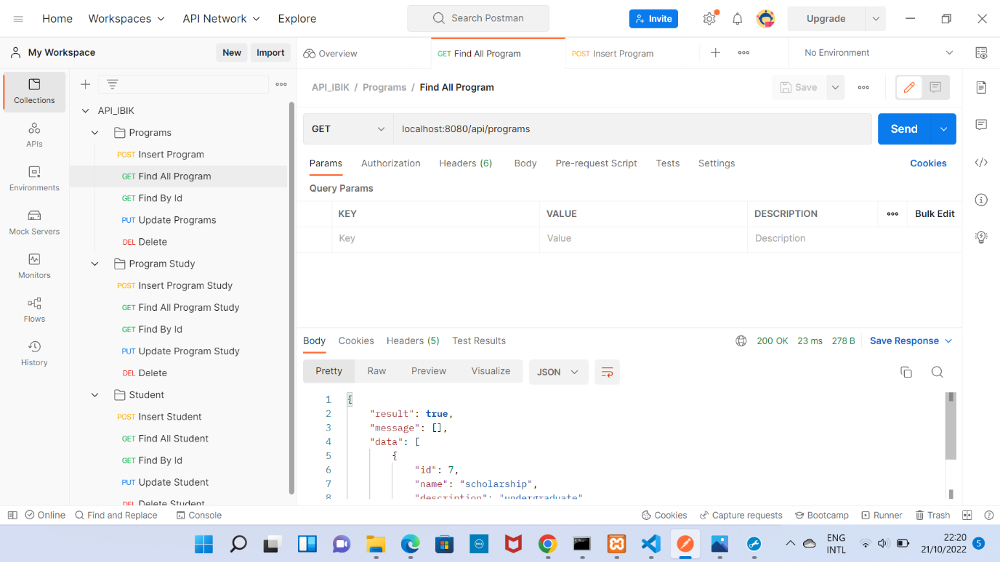 Home Workspaces API Network Explore Search Postman Invite Upgrade
My Workspace New Import Overview GET Find All Program POST Insert Program No Environment
Collections
APIs
Environments
Mock Servers
Monitors
Flows
History
API_IBIK
Programs
POST Insert Program
GET Find All Program
GET Find By Id
PUT Update Programs
DEL Delete
Program Study
POST Insert Program Study
GET Find All Program Study
GET Find By Id
PUT Update Program Study
DEL Delete
Student
POST Insert Student
GET Find All Student
GET Find By Id
PUT Update Student
DEL Delete Student
API_IBIK / Programs / Find All Program Save
GET localhost:8080/api/programs Send
Params Authorization Headers (6) Body Pre-request Script Tests Settings Cookies
Query Params
KEY VALUE DESCRIPTION Bulk Edit
Key Value Description
Body Cookies Headers (5) Test Results 200 OK 23 ms 278 B Save Response
Pretty Raw Preview Visualize JSON
1 {
2 "result": true,
3 "message": [],
4 "data": [
5 {
6 "id": 7,
7 "name": "scholarship",
8 "description": "undergraduate"
Online Find and Replace Console Cookies Capture requests Bootcamp Runner Trash
ENG 22:20
INTL 21/10/2022 5